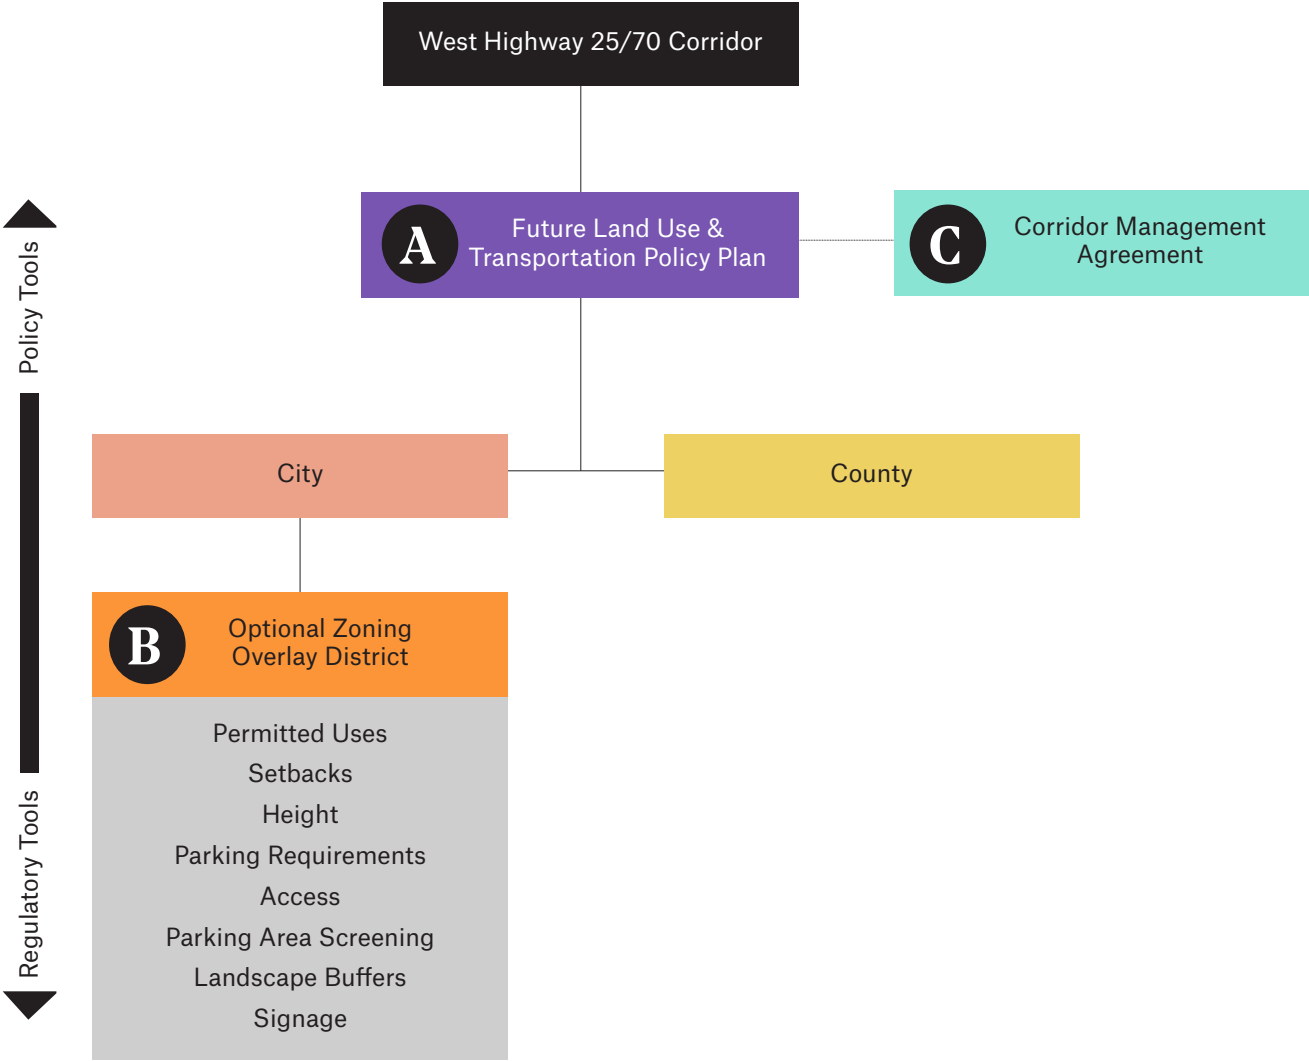 West Highway 25/70 Corridor
A
Future Land Use &
Transportation Policy Plan
C
Corridor Management
Agreement
Policy Tools
City
County
B
Optional Zoning
Overlay District
Permitted Uses
Setbacks
Height
Parking Requirements
Access
Parking Area Screening
Landscape Buffers
Signage
Regulatory Tools